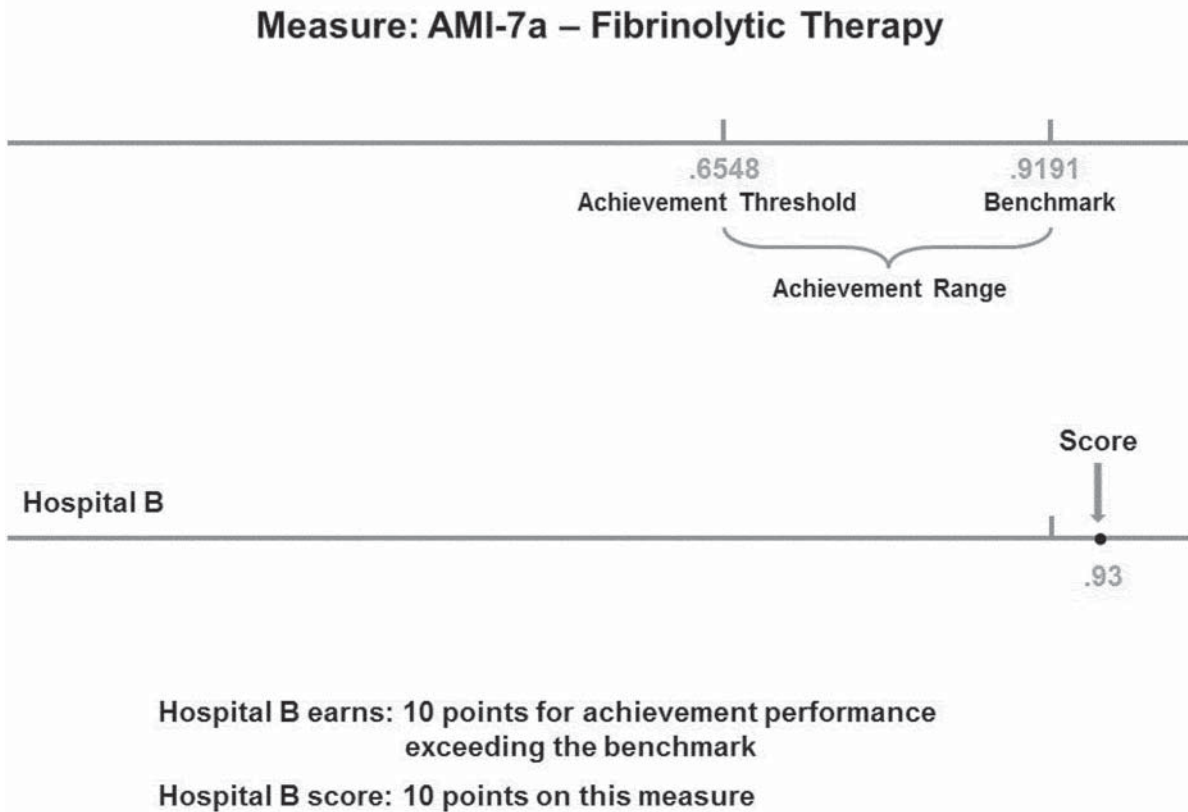 Measure: AMI-7a – Fibrinolytic Therapy
.6548 .9191
Achievement Threshold Benchmark
Achievement Range
Score
Hospital B
.93
Hospital B earns: 10 points for achievement performance
exceeding the benchmark
Hospital B score: 10 points on this measure